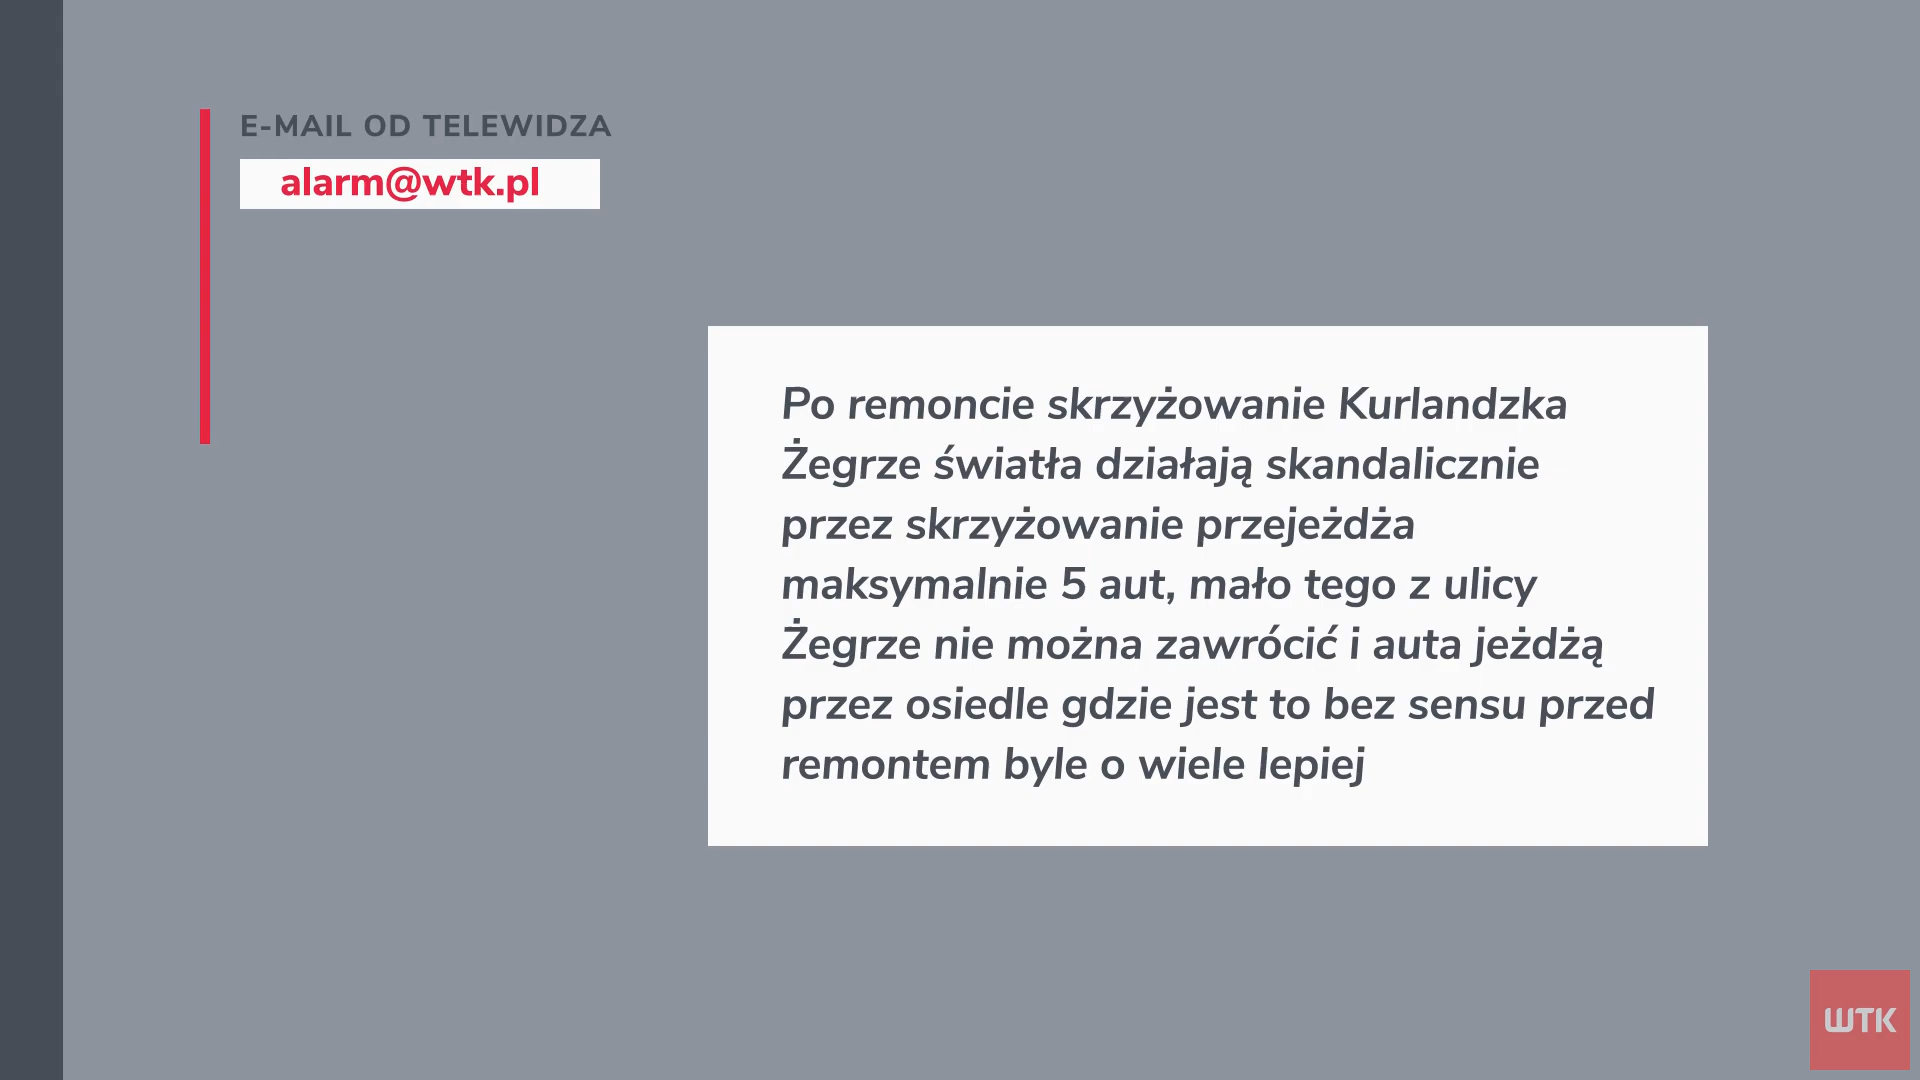 E-MAIL OD TELEWIDZA
alarm@wtk.pl
Po remoncie skrzyżowanie Kurlandzka
Żegrze światła działają skandalicznie
przez skrzyżowanie przejeżdża
maksymalnie 5 aut, mało tego z ulicy
Żegrze nie można zawrócić i auta jeżdżą
przez osiedle gdzie jest to bez sensu przed
remontem byle o wiele lepiej
WTK